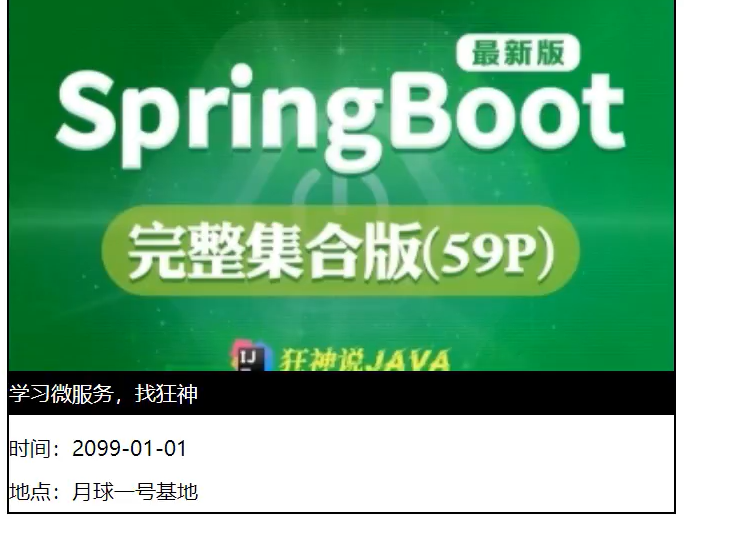 最新版
SpringBoot
完整集合版(59P)
IJ
狂神说JAVA
学习微服务，找狂神
时间：2099-01-01
地点：月球一号基地